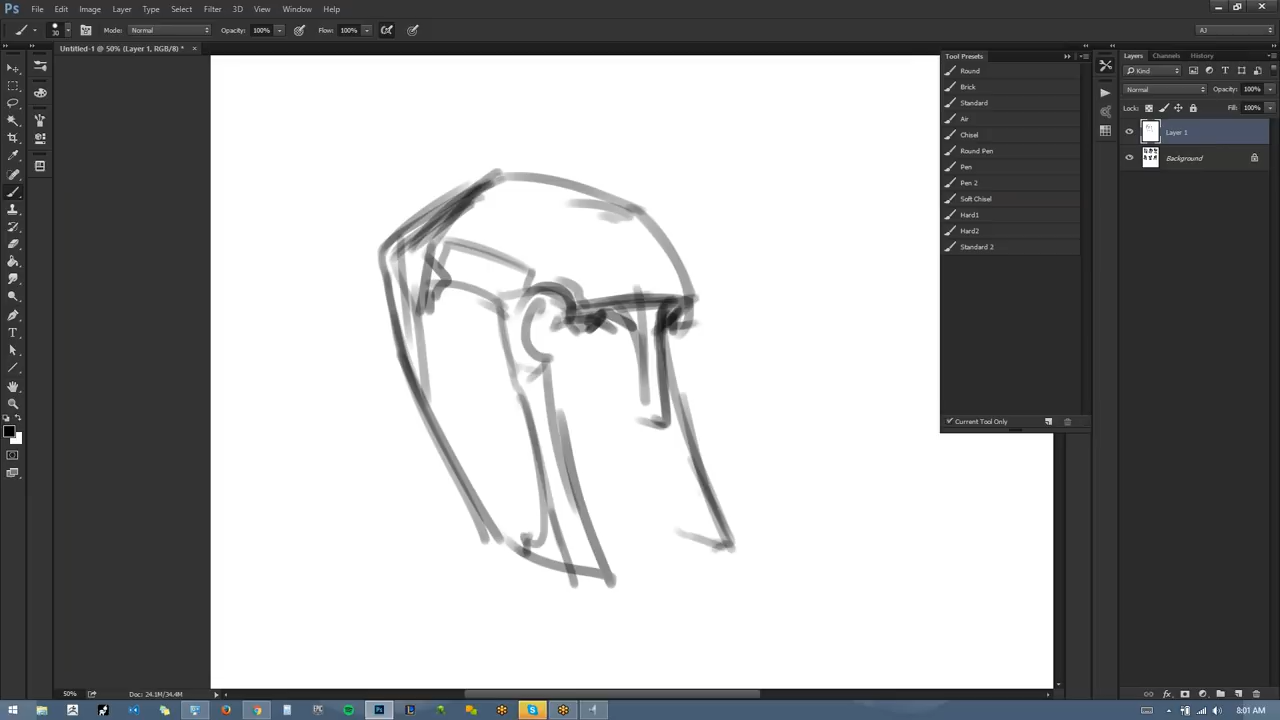 Ps File Edit Image Layer Type Select Filter 3D View Window Help
30 Mode: Normal Opacity: 100% Flow: 100% AJ
Untitled-1 @ 50% (Layer 1, RGB/8) * ×
Tool Presets
Round
Brick
Standard
Air
Chisel
Round Pen
Pen
Pen 2
Soft Chisel
Hard1
Hard2
Standard 2
Current Tool Only
Layers Channels History
Kind
Normal Opacity: 100%
Lock: Fill: 100%
Layer 1
Background
50% Doc: 24.1M/34.4M
8:01 AM